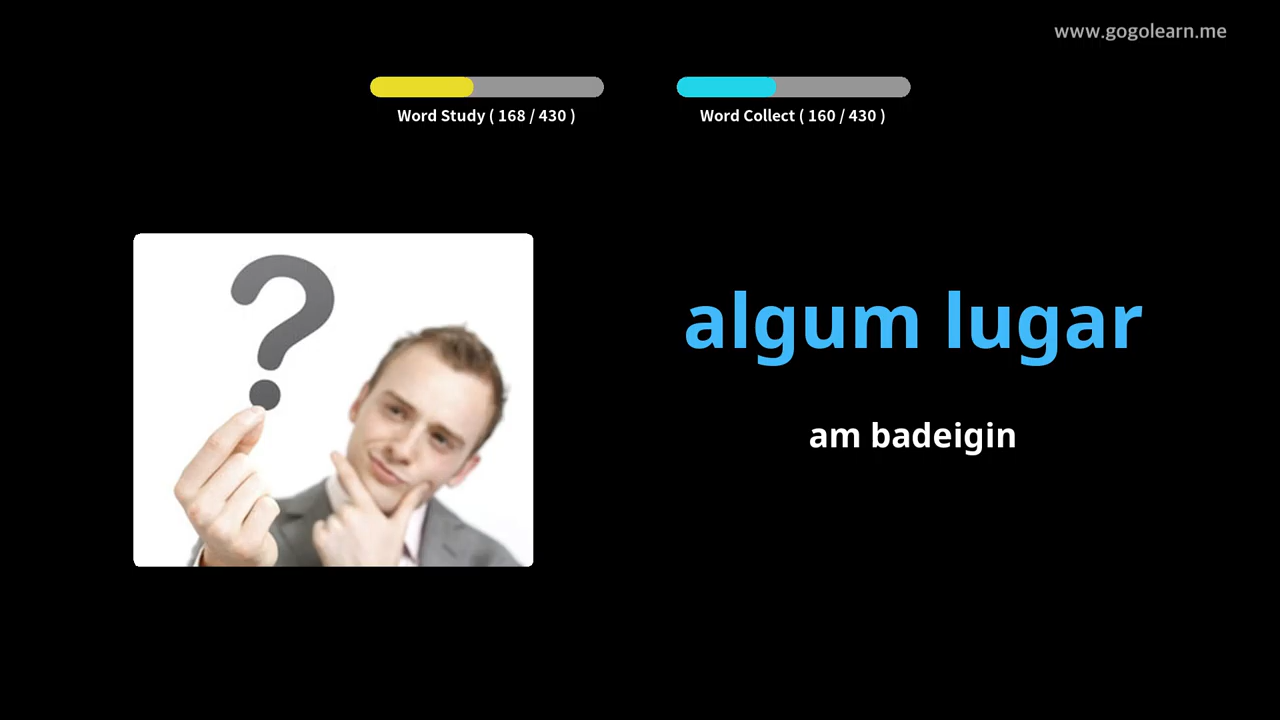 www.gogolearn.me
Word Study ( 168 / 430 )
Word Collect ( 160 / 430 )
?
algum lugar
am badeigin